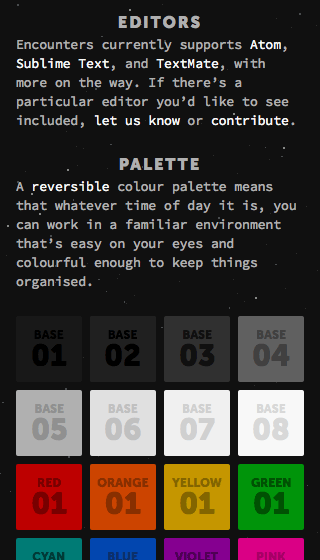 EDITORS
Encounters currently supports Atom,
Sublime Text, and TextMate, with
more on the way. If there’s a
particular editor you’d like to see
included, let us know or contribute.
PALETTE
A reversible colour palette means
that whatever time of day it is, you
can work in a familiar environment
that’s easy on your eyes and
colourful enough to keep things
organised.
BASE BASE BASE BASE
01 02 03 04
BASE BASE BASE BASE
05 06 07 08
RED ORANGE YELLOW GREEN
01 01 01 01
CYAN BLUE VIOLET PINK